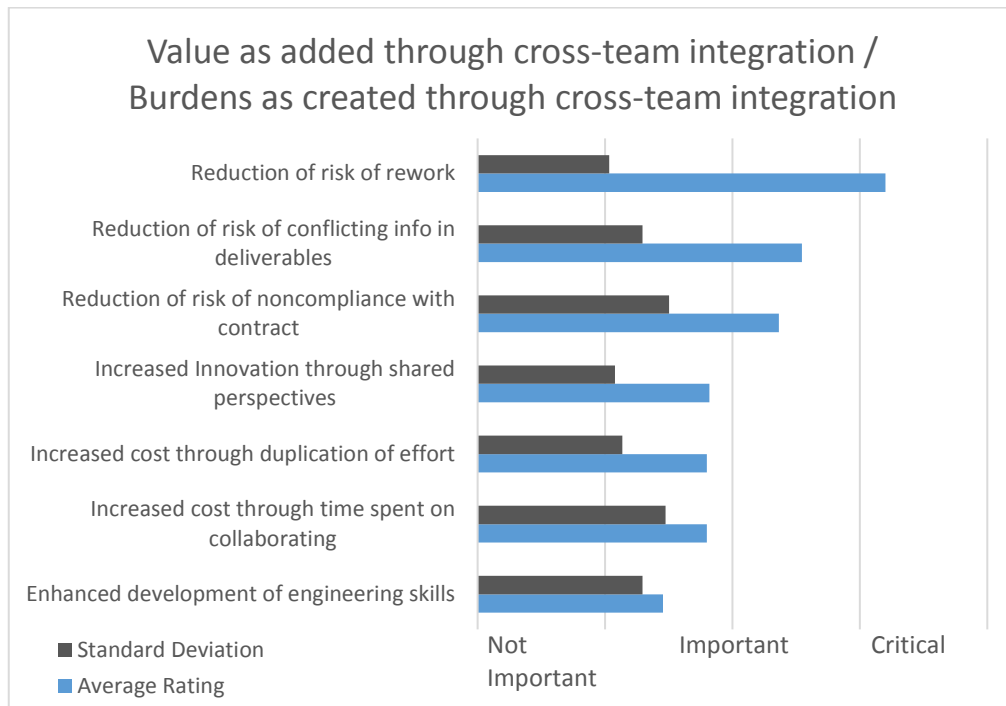 Value as added through cross-team integration /
Burdens as created through cross-team integration
Reduction of risk of rework
Reduction of risk of conflicting info in
deliverables
Reduction of risk of noncompliance with
contract
Increased Innovation through shared
perspectives
Increased cost through duplication of effort
Increased cost through time spent on
collaborating
Enhanced development of engineering skills
Not Important Critical
Important
Standard Deviation
Average Rating